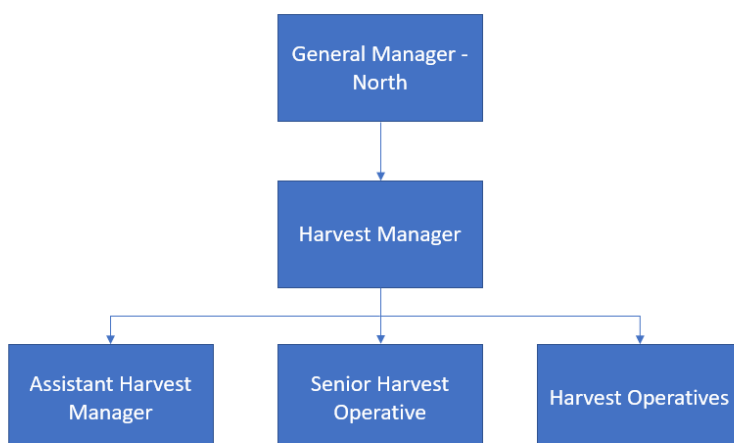 General Manager -
North
Harvest Manager
Assistant Harvest
Manager
Senior Harvest
Operative
Harvest Operatives